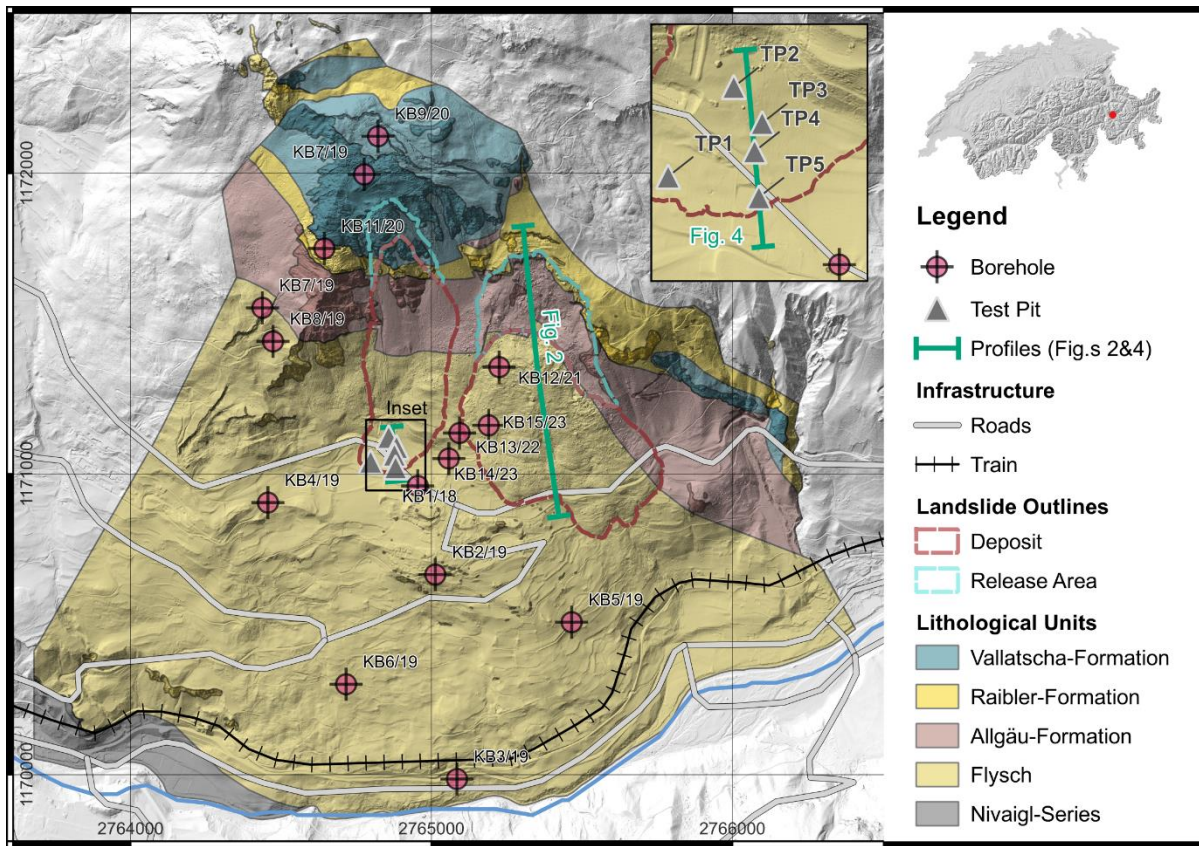 KB9/20
KB7/19
KB11/20
KB7/19
KB8/19
Fig. 2
KB12/21
Inset
KB15/23
KB13/22
KB14/23
KB4/19
KB1/18
KB2/19
KB5/19
KB6/19
KB3/19
1172000
1171000
1170000
2764000
2765000
2766000
TP2
TP3
TP4
TP1
TP5
Fig. 4
Legend
Borehole
Test Pit
Profiles (Fig.s 2&4)
Infrastructure
Roads
Train
Landslide Outlines
Deposit
Release Area
Lithological Units
Vallatscha-Formation
Raibler-Formation
Allgäu-Formation
Flysch
Nivaigl-Series